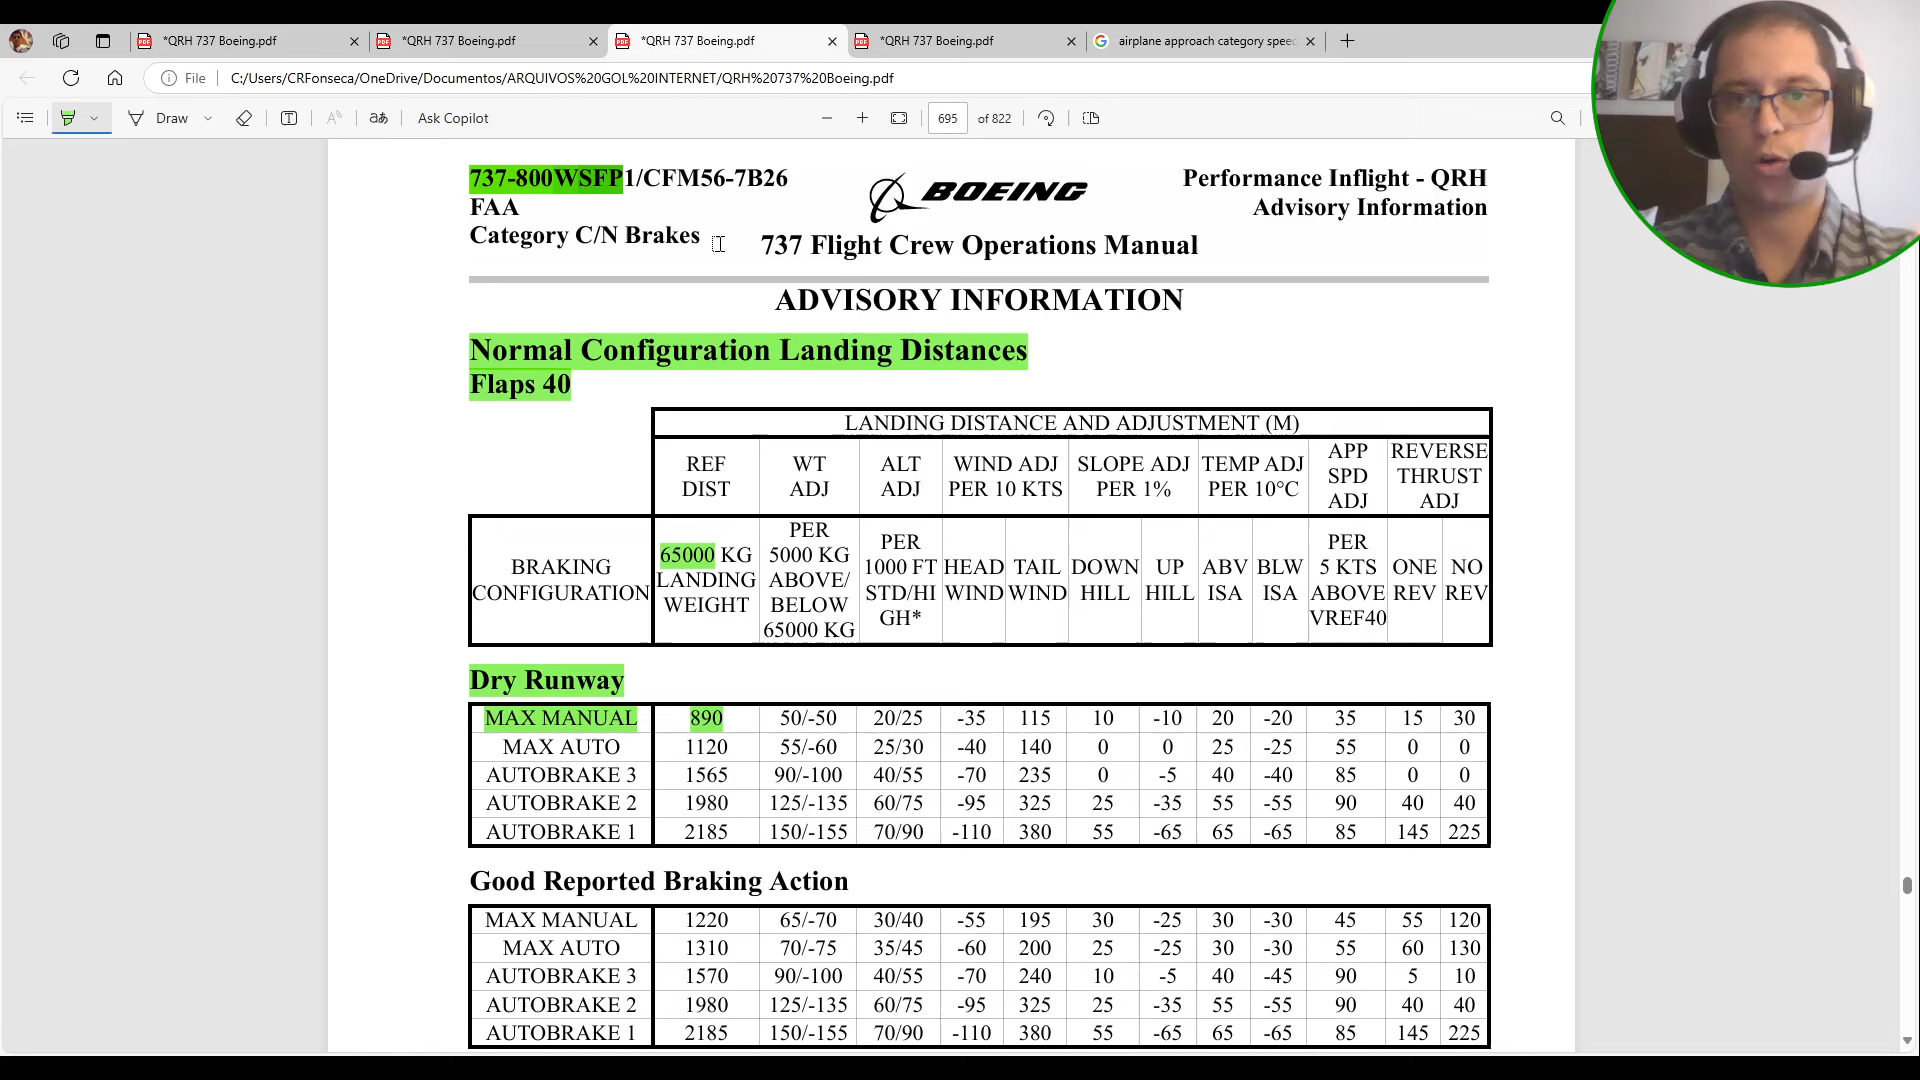 *QRH 737 Boeing.pdf
*QRH 737 Boeing.pdf
*QRH 737 Boeing.pdf
*QRH 737 Boeing.pdf
airplane approach category spee
File
C:/Users/CRFonseca/OneDrive/Documentos/ARQUIVOS%20GOL%20INTERNET/QRH%20737%20Boeing.pdf
Draw
Ask Copilot
695 of 822
737-800WSFP1/CFM56-7B26
FAA
Category C/N Brakes
BOEING
737 Flight Crew Operations Manual
Performance Inflight - QRH
Advisory Information
ADVISORY INFORMATION
Normal Configuration Landing Distances
Flaps 40
LANDING DISTANCE AND ADJUSTMENT (M)
REF DIST
WT ADJ
ALT ADJ
WIND ADJ PER 10 KTS
SLOPE ADJ PER 1%
TEMP ADJ PER 10°C
APP SPD ADJ
REVERSE THRUST ADJ
BRAKING CONFIGURATION
65000 KG LANDING WEIGHT
PER 5000 KG ABOVE/ BELOW 65000 KG
PER 1000 FT STD/HI GH*
HEAD WIND
TAIL WIND
DOWN HILL
UP HILL
ABV ISA
BLW ISA
PER 5 KTS ABOVE VREF40
ONE REV
NO REV
Dry Runway
MAX MANUAL 890 50/-50 20/25 -35 115 10 -10 20 -20 35 15 30
MAX AUTO 1120 55/-60 25/30 -40 140 0 0 25 -25 55 0 0
AUTOBRAKE 3 1565 90/-100 40/55 -70 235 0 -5 40 -40 85 0 0
AUTOBRAKE 2 1980 125/-135 60/75 -95 325 25 -35 55 -55 90 40 40
AUTOBRAKE 1 2185 150/-155 70/90 -110 380 55 -65 65 -65 85 145 225
Good Reported Braking Action
MAX MANUAL 1220 65/-70 30/40 -55 195 30 -25 30 -30 45 55 120
MAX AUTO 1310 70/-75 35/45 -60 200 25 -25 30 -30 55 60 130
AUTOBRAKE 3 1570 90/-100 40/55 -70 240 10 -5 40 -45 90 5 10
AUTOBRAKE 2 1980 125/-135 60/75 -95 325 25 -35 55 -55 90 40 40
AUTOBRAKE 1 2185 150/-155 70/90 -110 380 55 -65 65 -65 85 145 225